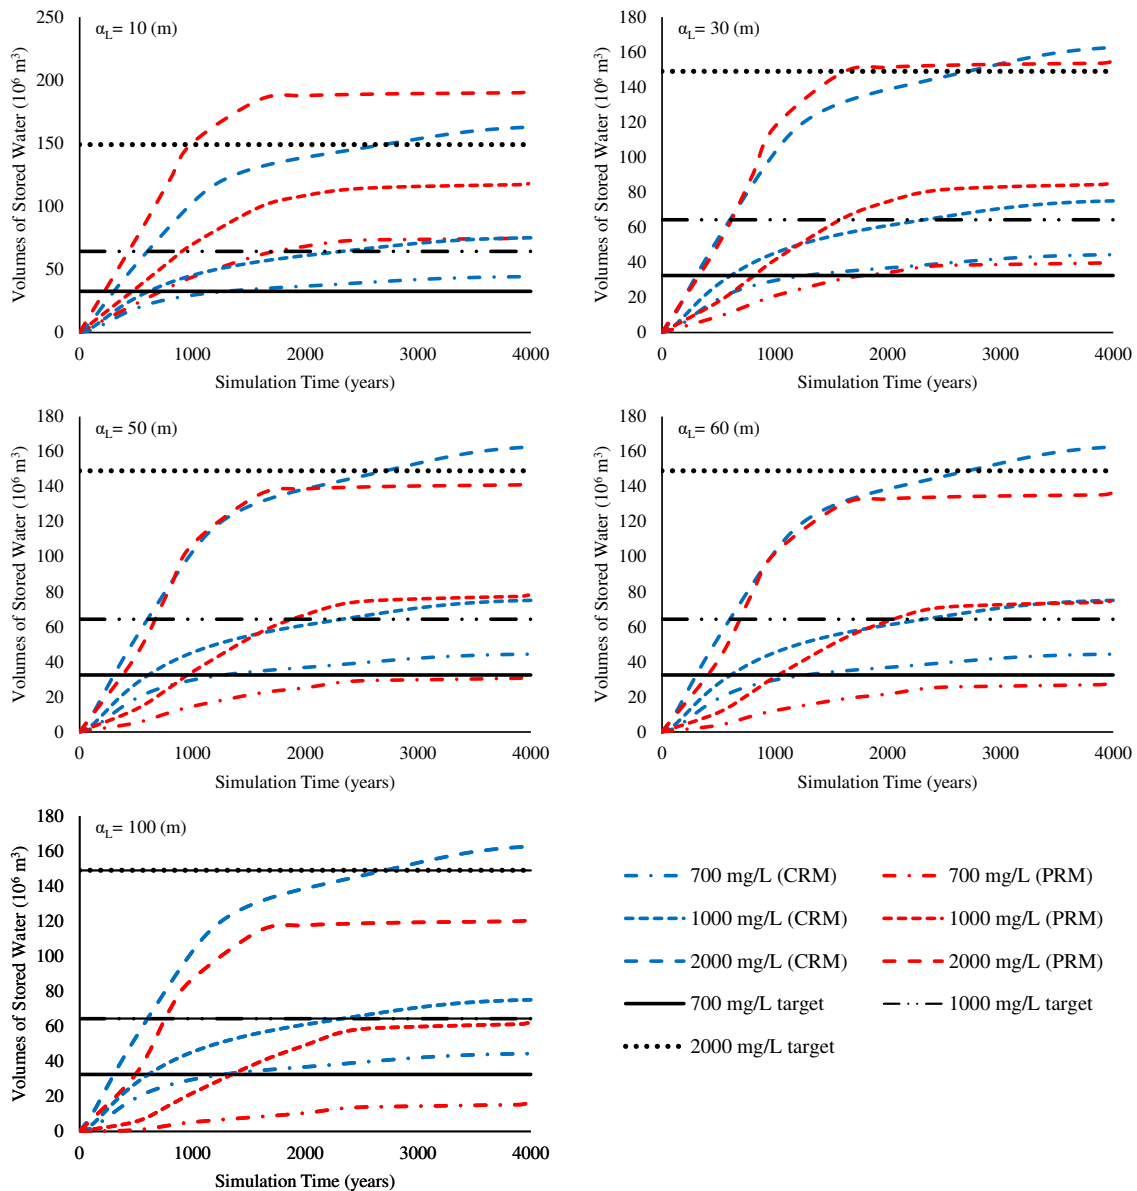 α_L= 10 (m)
Volumes of Stored Water (10⁶ m³)
250
200
150
100
50
0
0 1000 2000 3000 4000
Simulation Time (years)
α_L= 30 (m)
Volumes of Stored Water (10⁶ m³)
180
160
140
120
100
80
60
40
20
0
0 1000 2000 3000 4000
Simulation Time (years)
α_L= 50 (m)
Volumes of Stored Water (10⁶ m³)
180
160
140
120
100
80
60
40
20
0
0 1000 2000 3000 4000
Simulation Time (years)
α_L= 60 (m)
Volumes of Stored Water (10⁶ m³)
180
160
140
120
100
80
60
40
20
0
0 1000 2000 3000 4000
Simulation Time (years)
α_L= 100 (m)
Volumes of Stored Water (10⁶ m³)
180
160
140
120
100
80
60
40
20
0
0 1000 2000 3000 4000
Simulation Time (years)
700 mg/L (CRM) 700 mg/L (PRM)
1000 mg/L (CRM) 1000 mg/L (PRM)
2000 mg/L (CRM) 2000 mg/L (PRM)
700 mg/L target 1000 mg/L target
2000 mg/L target